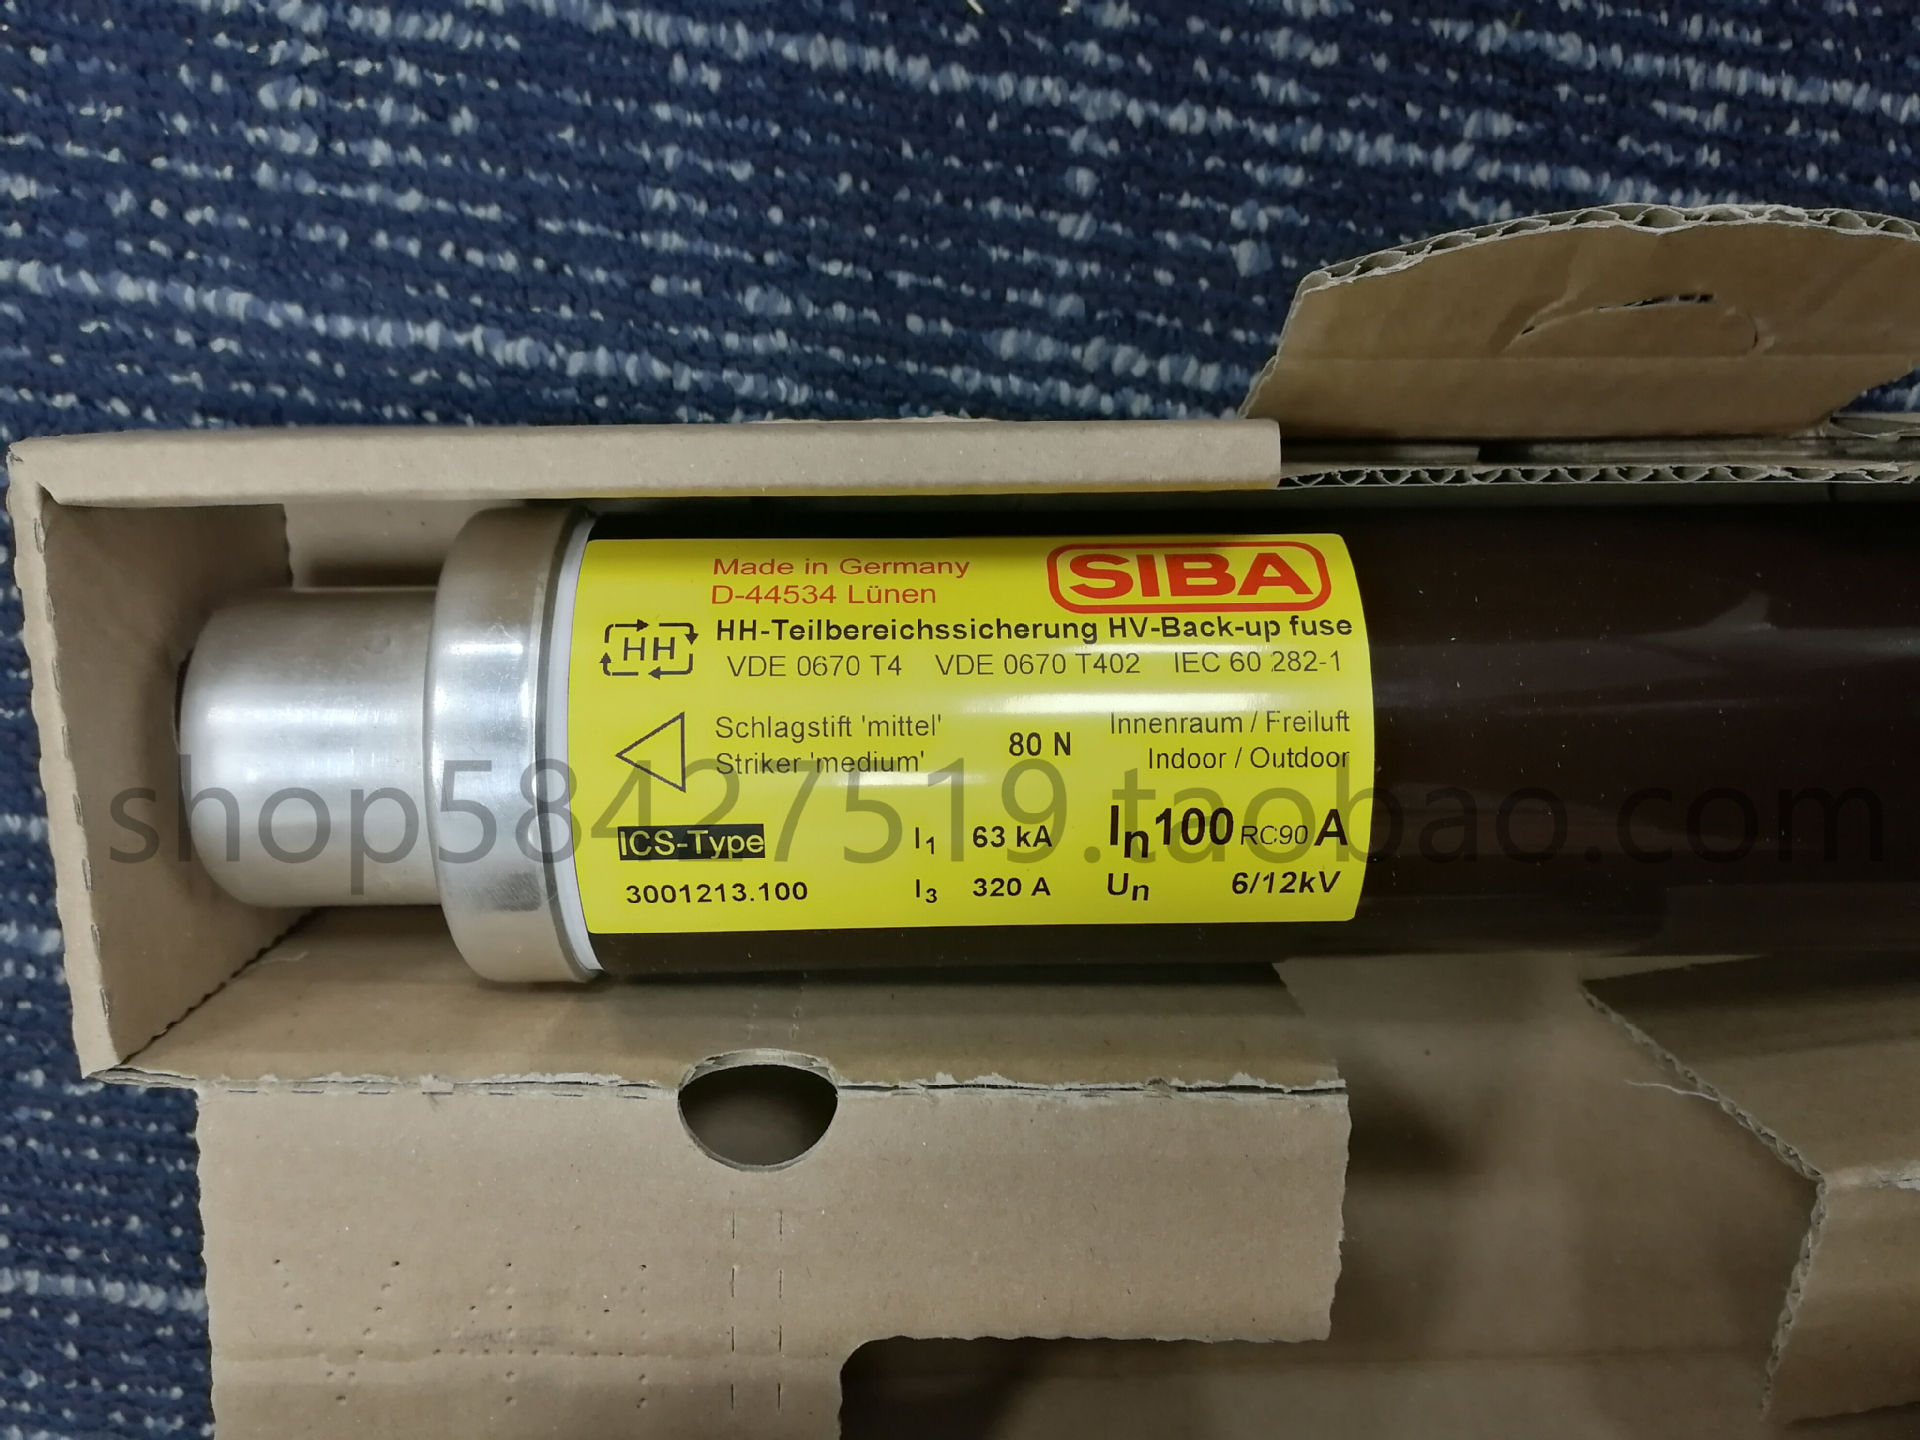 Made in Germany
D-44534 Lünen
SIBA
HH
HH-Teilbereichssicherung HV-Back-up fuse
VDE 0670 T4 VDE 0670 T402 IEC 60 282-1
Schlagstift 'mittel'
Striker 'medium'
80 N
Innenraum / Freiluft
Indoor / Outdoor
shop58427519.taobao.com
ICS-Type I1 63 kA In 100 RC90 A
3001213.100 I3 320 A Un 6/12kV